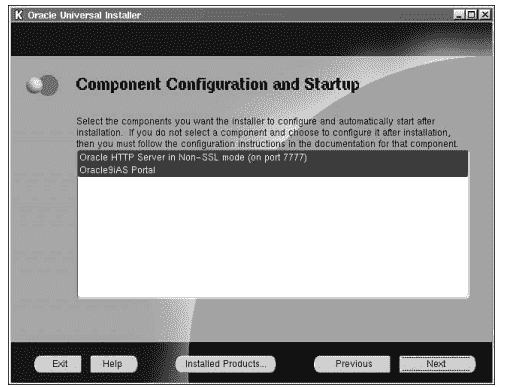 K Oracle Universal Installer
Component Configuration and Startup
Select the components you want the installer to configure and automatically start after
installation. If you do not select a component and choose to configure it after installation,
then you must follow the configuration instructions in the documentation for that component.
Oracle HTTP Server in Non-SSL mode (on port 7777)
Oracle9iAS Portal
Exit Help Installed Products... Previous Next